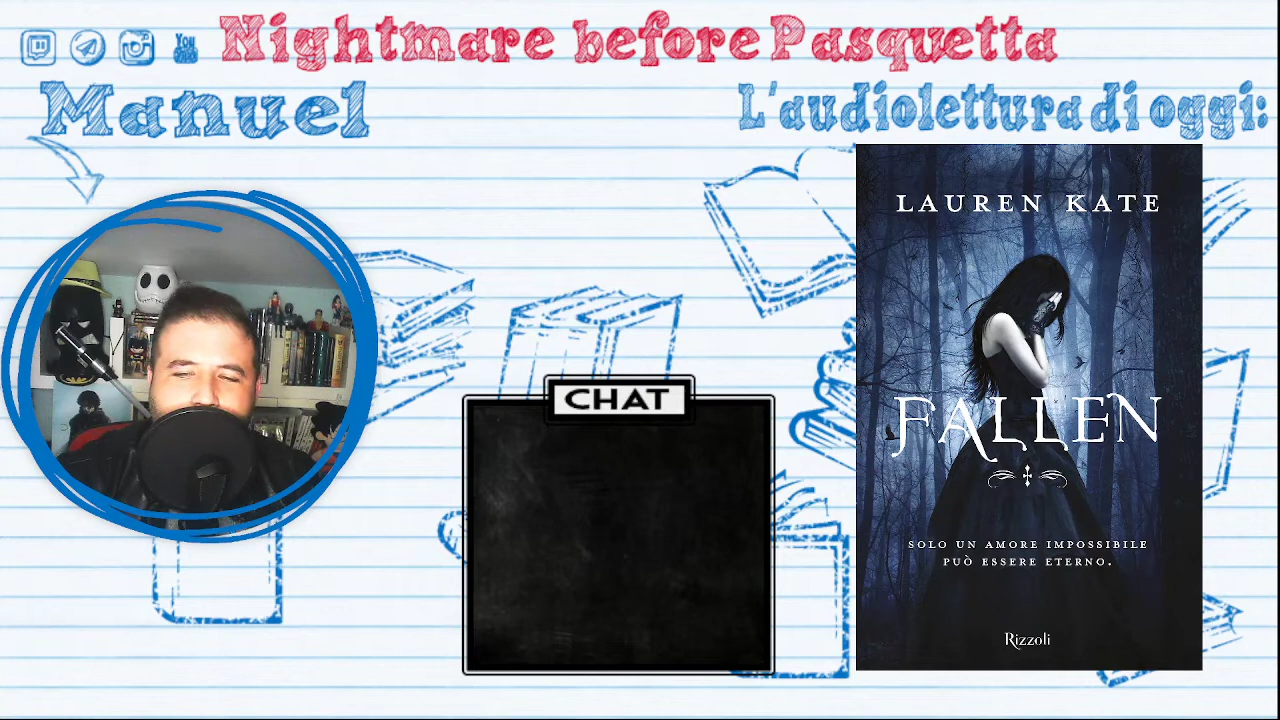 Nightmare before Pasquetta
You
Manuel
L'audiolettura di oggi:
LAUREN KATE
FALLEN
SOLO UN AMORE IMPOSSIBILE
PUÒ ESSERE ETERNO.
Rizzoli
CHAT